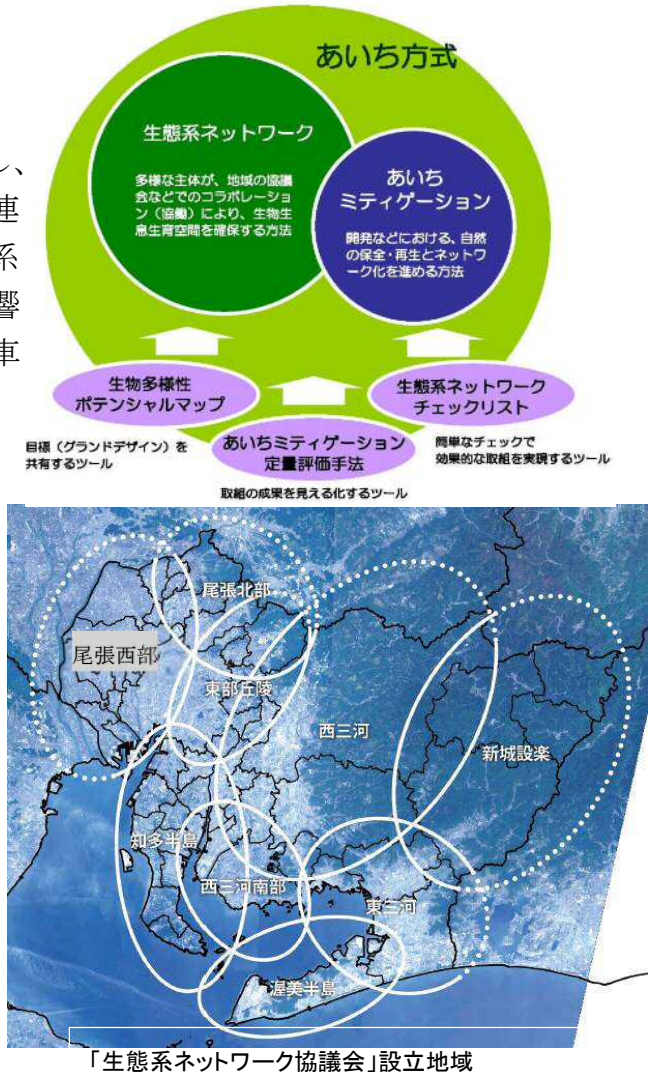 あいち方式
生態系ネットワーク
多様な主体が、地域の協議
会などでのコラボレーショ
ン（協働）により、生物生
息生育空間を確保する方法
あいち
ミティゲーション
開発などにおける、自然
の保全・再生とネットワ
ーク化を進める方法
、
連
系
響
車
生物多様性
ポテンシャルマップ
目標（グランドデザイン）を
共有するツール
あいちミティゲーション
定量評価手法
取組の成果を見える化するツール
生態系ネットワーク
チェックリスト
簡単なチェックで
効果的な取組を実現するツール
尾張北部
尾張西部
東部丘陵
西三河
新城設楽
知多半島
西三河南部
東三河
渥美半島
「生態系ネットワーク協議会」設立地域